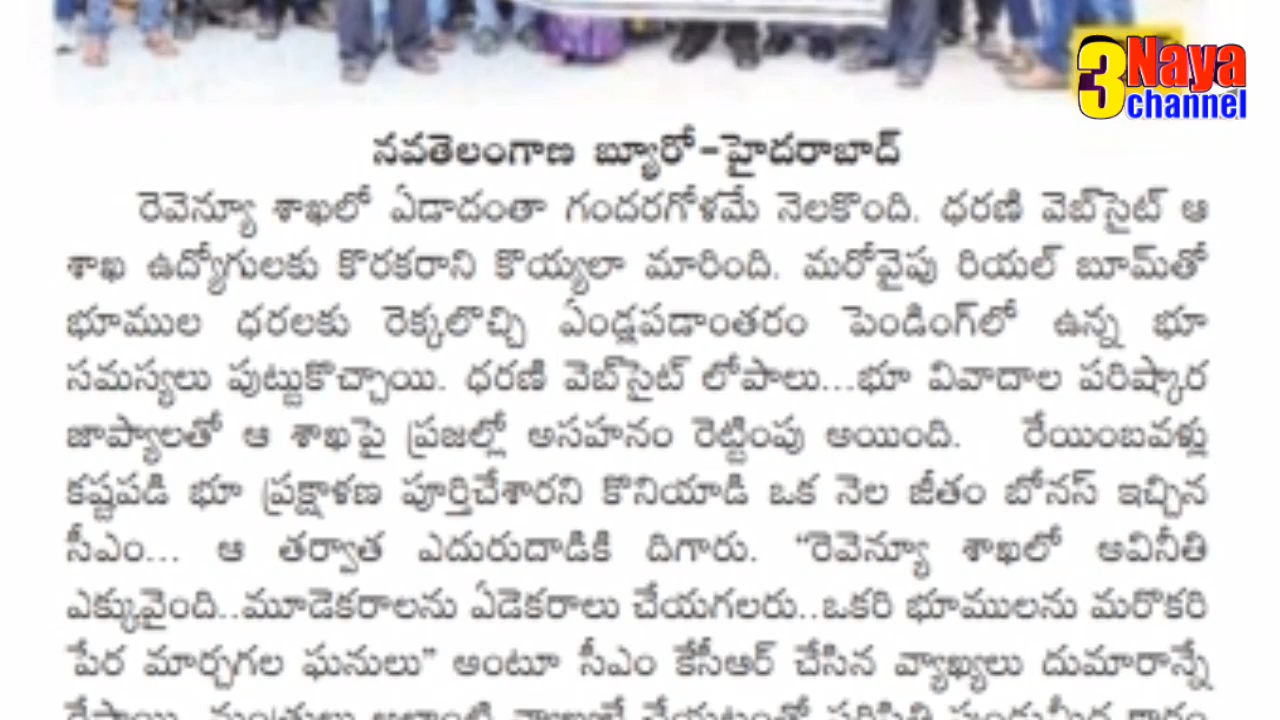 3 Naya
channel
నవతెలంగాణ బ్యూరో-హైదరాబాద్
రెవెన్యూ శాఖలో ఏడాదంతా గందరగోళమే నెలకొంది. ధరణి వెబ్‌సైట్ ఆ
శాఖ ఉద్యోగులకు కొరకరాని కొయ్యలా మారింది. మరోవైపు రియల్ బూమ్‌తో
భూముల ధరలకు రెక్కలొచ్చి ఏండ్లపడాంతరం పెండింగ్‌లో ఉన్న భూ
సమస్యలు పుట్టుకొచ్చాయి. ధరణి వెబ్‌సైట్ లోపాలు...భూ వివాదాల పరిష్కార
జాప్యాలతో ఆ శాఖపై ప్రజల్లో అసహనం రెట్టింపు అయింది. రేయింబవళ్లు
కష్టపడి భూ ప్రక్షాళణ పూర్తిచేశారని కొనియాడి ఒక నెల జీతం బోనస్ ఇచ్చిన
సీఎం... ఆ తర్వాత ఎదురుదాడికి దిగారు. “రెవెన్యూ శాఖలో అవినీతి
ఎక్కువైంది..మూడెకరాలను ఏడెకరాలు చేయగలరు..ఒకరి భూములను మరొకరి
పేర మార్చగల ఘనులు” అంటూ సీఎం కేసీఆర్ చేసిన వ్యాఖ్యలు దుమారాన్నే